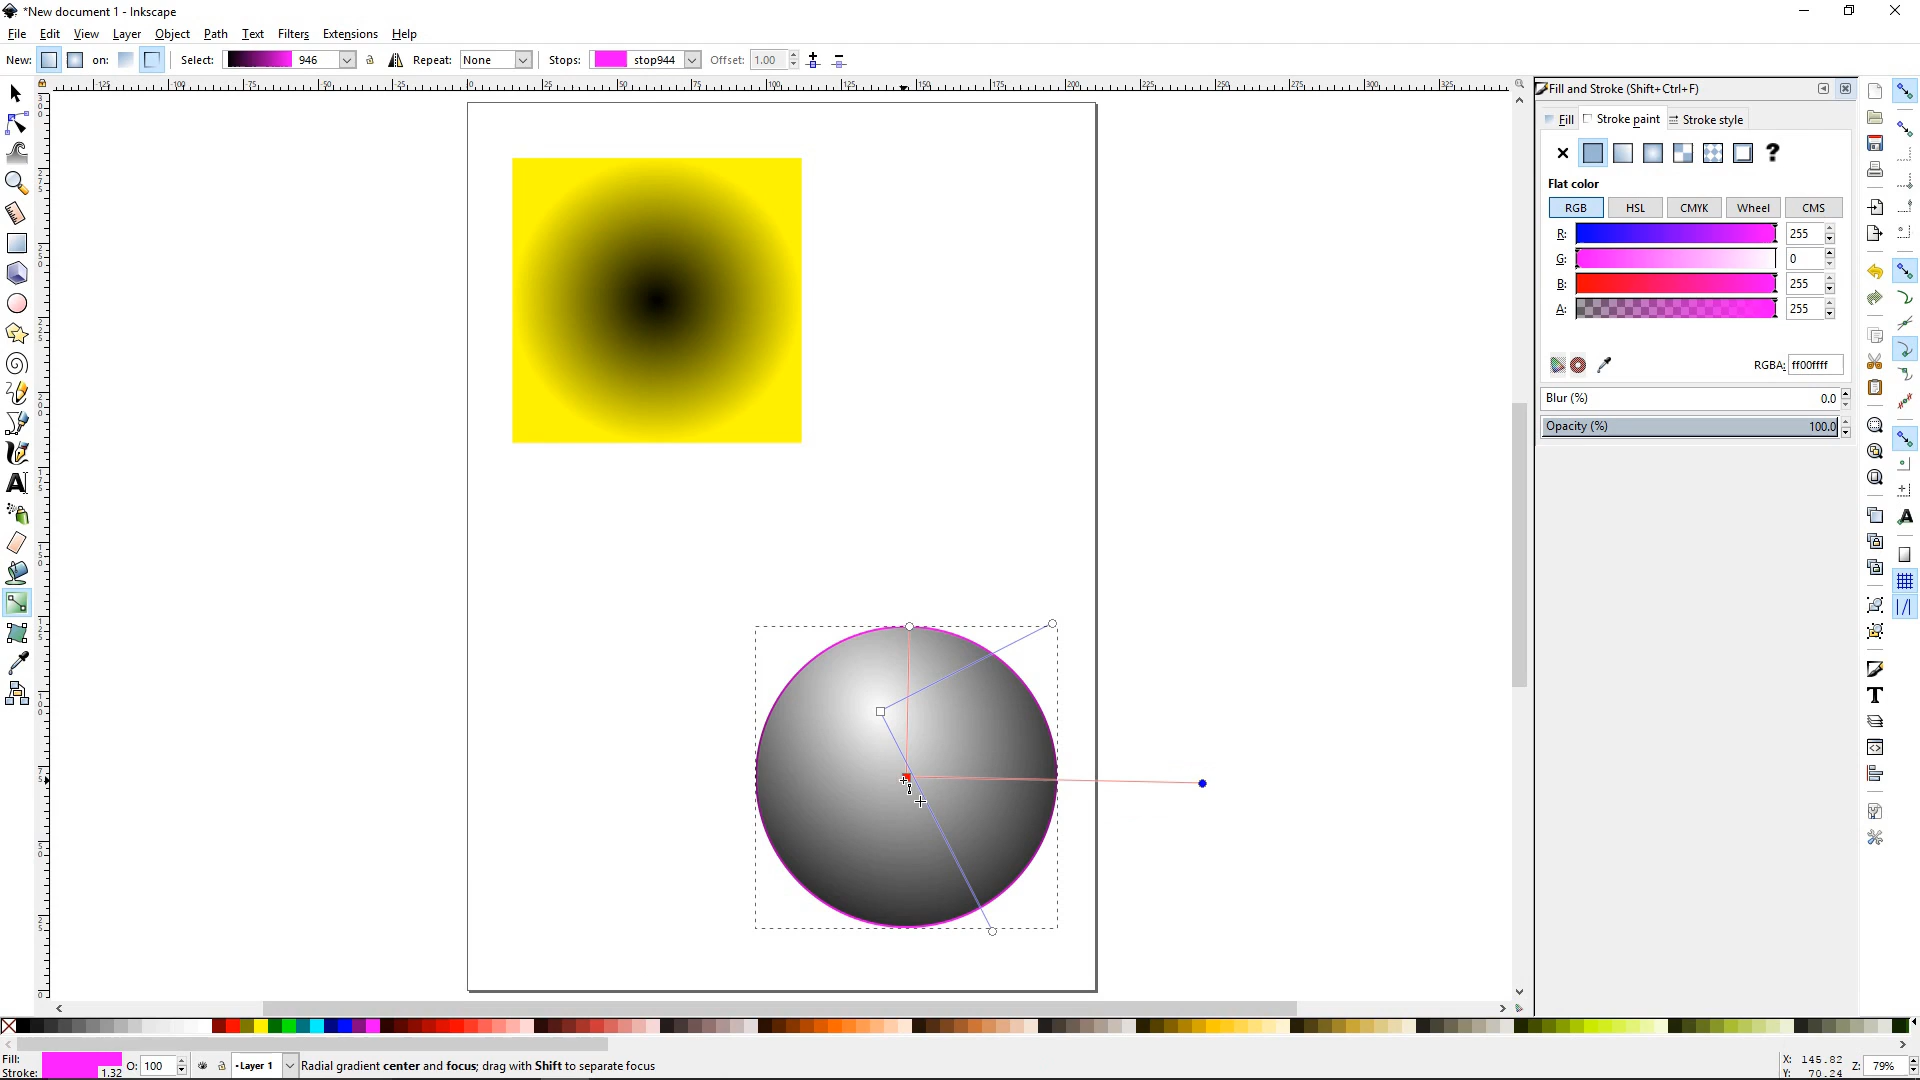 *New document 1 - Inkscape
File Edit View Layer Object Path Text Filters Extensions Help
New: on: Select: 946 Repeat: None Stops: stop944 Offset: 1.00
Fill and Stroke (Shift+Ctrl+F)
Fill Stroke paint Stroke style
Flat color
RGB HSL CMYK Wheel CMS
R: 255
G: 0
B: 255
A: 255
RGBA: ff00ffff
Blur (%) 0.0
Opacity (%) 100.0
Fill:
Stroke: 1.32 O: 100 •Layer 1 Radial gradient center and focus; drag with Shift to separate focus
X: 145.82
Y: 70.24
Z: 79%